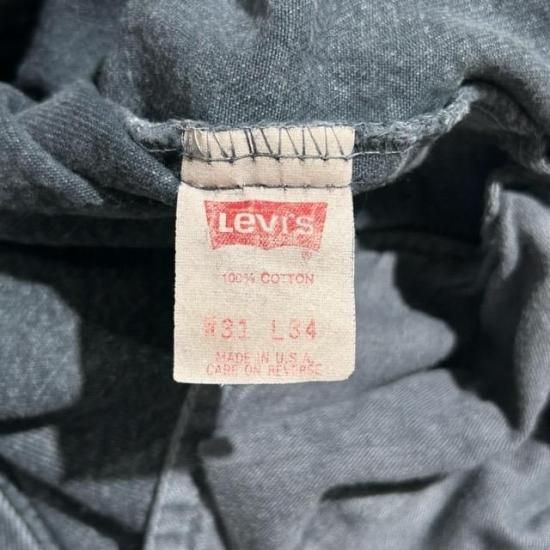 Levi's
®
100% COTTON
W31 L34
MADE IN U.S.A.
CARE ON REVERSE